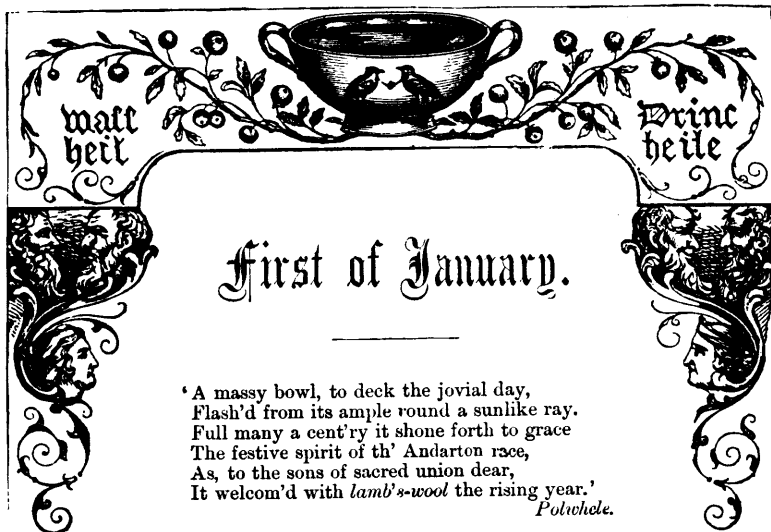 wass
heil
Drinc
heile
First of January.
‘A massy bowl, to deck the jovial day,
Flash’d from its ample round a sunlike ray.
Full many a cent’ry it shone forth to grace
The festive spirit of th’ Andarton race,
As, to the sons of sacred union dear,
It welcom’d with lamb’s-wool the rising year.’
Polwhele.